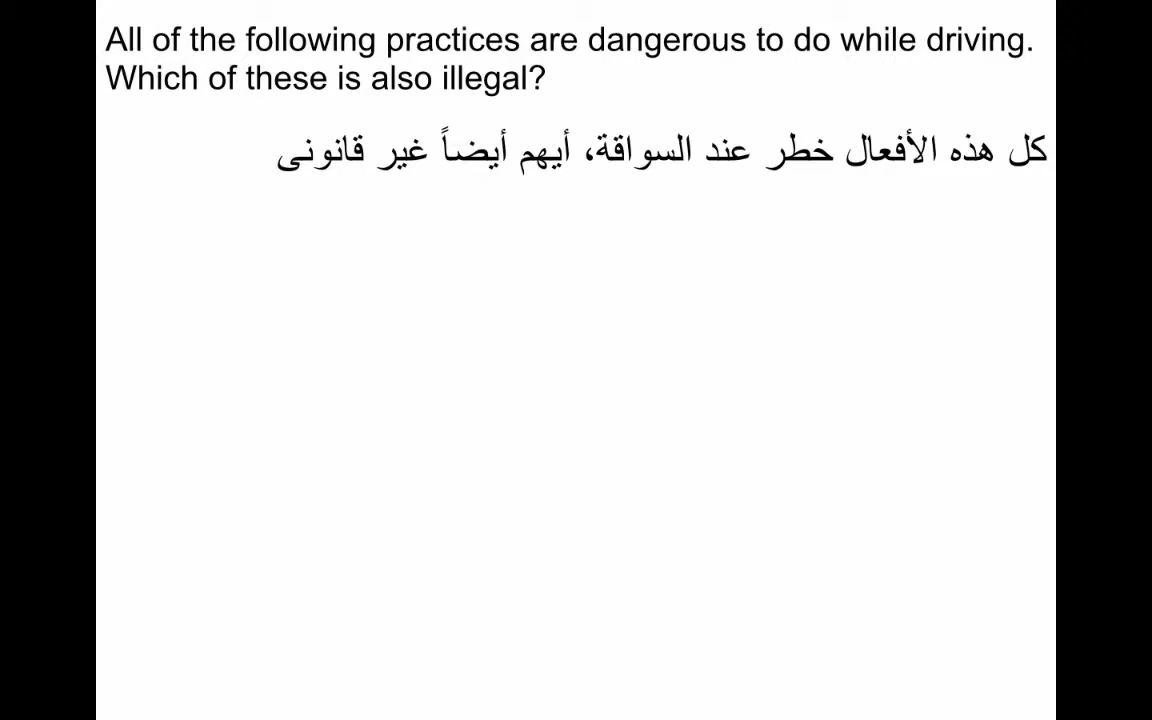 All of the following practices are dangerous to do while driving.
Which of these is also illegal?
كل هذه الأفعال خطر عند السواقة، أيهم أيضاً غير قانونى